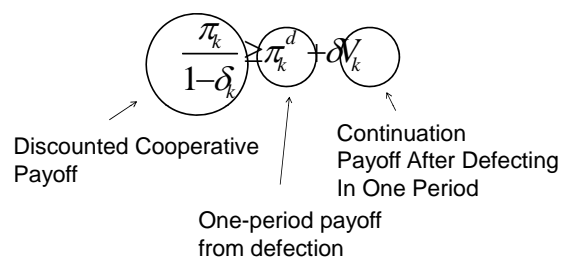 π_k / (1−δ_k) ≥ π_k^d + δV_k
Discounted Cooperative
Payoff
Continuation
Payoff After Defecting
In One Period
One-period payoff
from defection